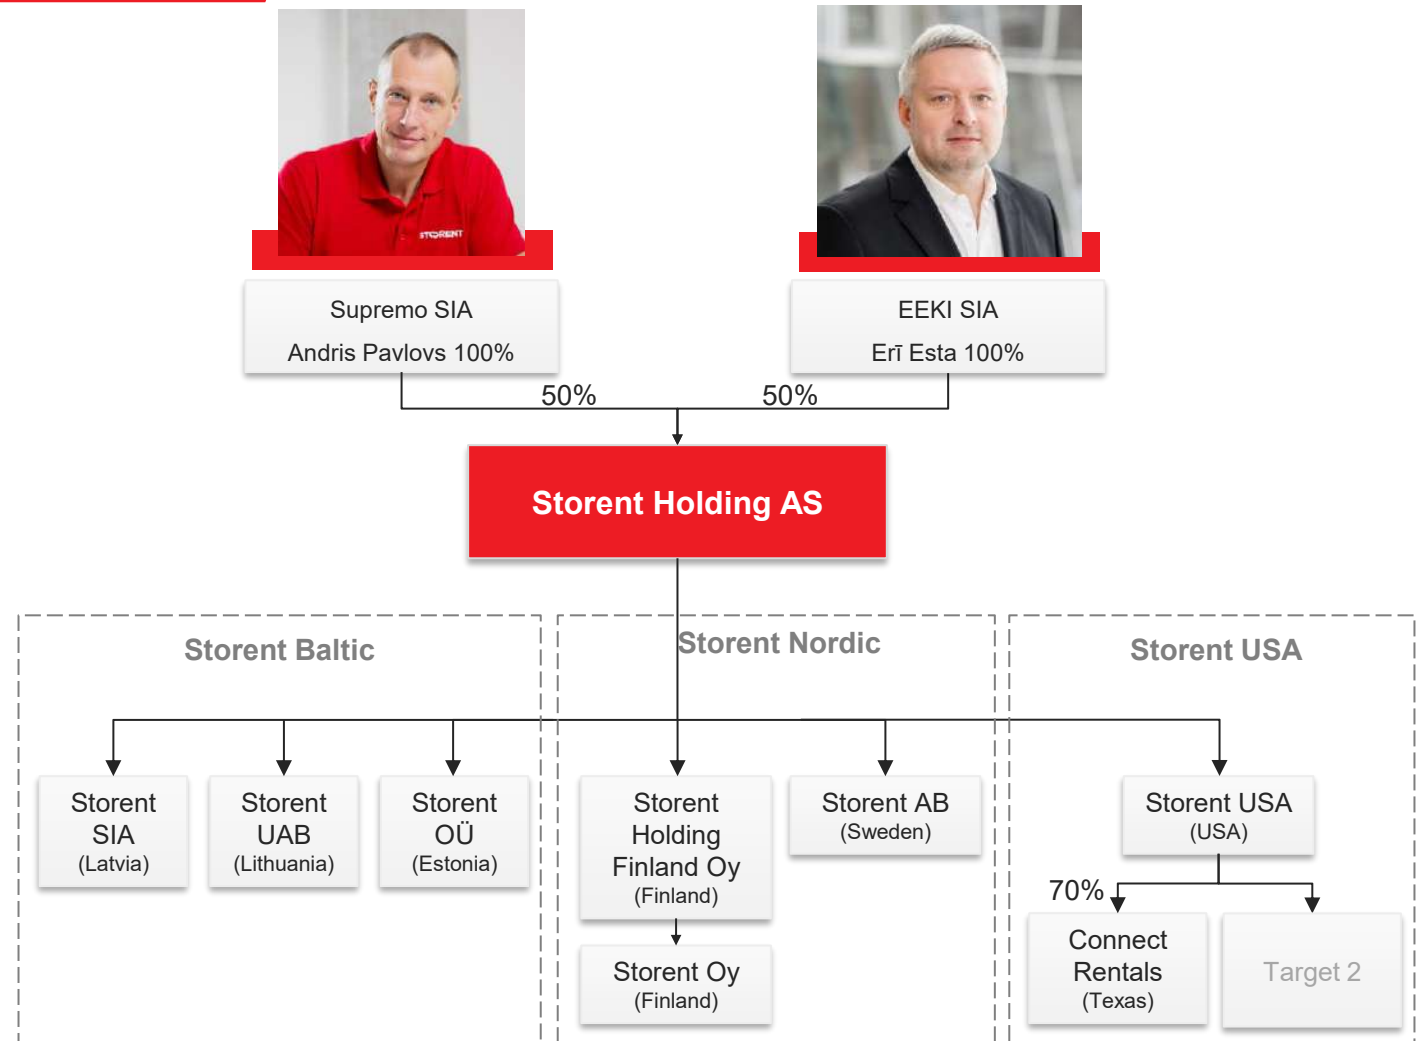 STORENT
Supremo SIA
Andris Pavlovs 100%
EEKI SIA
Erī Esta 100%
50%
50%
Storent Holding AS
Storent Baltic
Storent Nordic
Storent USA
Storent
SIA
(Latvia)
Storent
UAB
(Lithuania)
Storent
OÜ
(Estonia)
Storent
Holding
Finland Oy
(Finland)
Storent AB
(Sweden)
Storent USA
(USA)
70%
Storent Oy
(Finland)
Connect
Rentals
(Texas)
Target 2